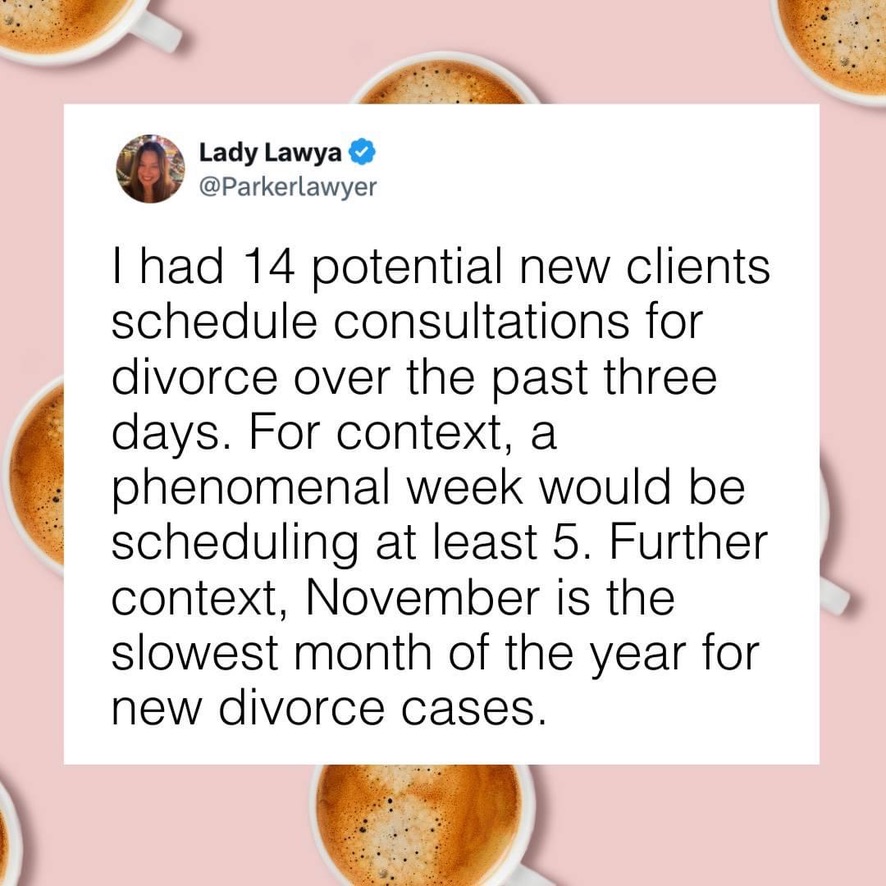 Lady Lawya
@Parkerlawyer
I had 14 potential new clients
schedule consultations for
divorce over the past three
days. For context, a
phenomenal week would be
scheduling at least 5. Further
context, November is the
slowest month of the year for
new divorce cases.